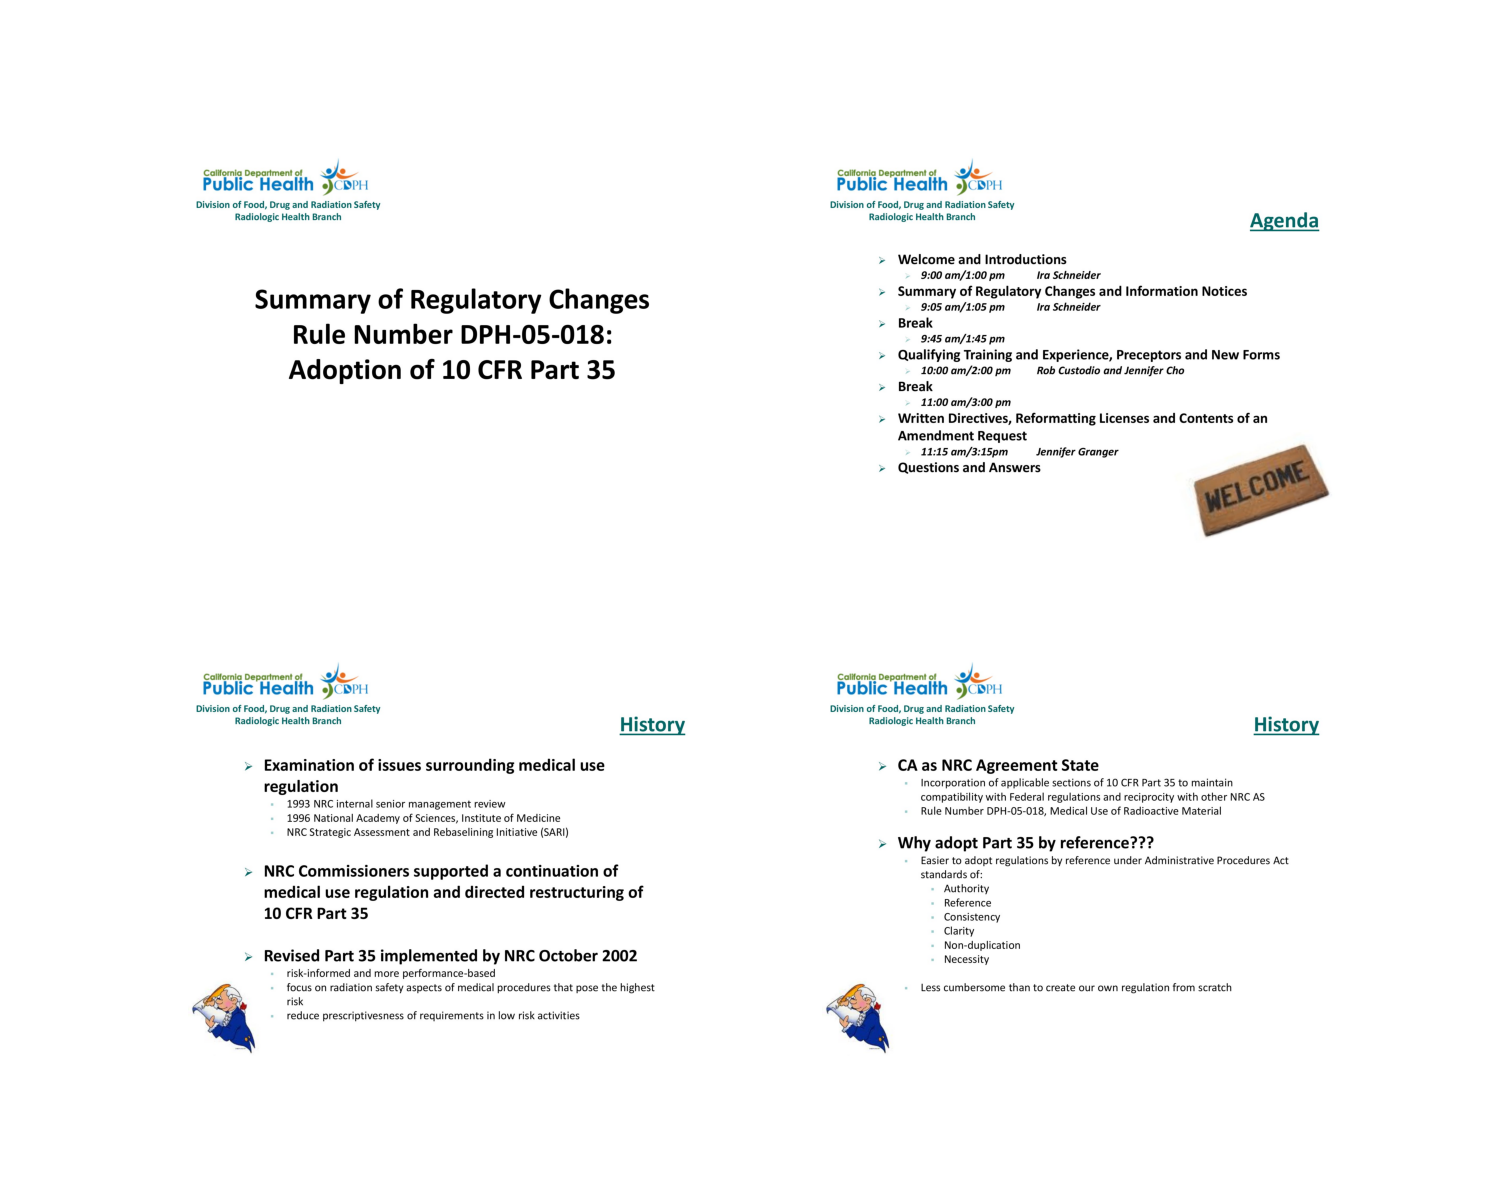 California Department of
Public Health
CDPH
Division of Food, Drug and Radiation Safety
Radiologic Health Branch
Summary of Regulatory Changes
Rule Number DPH-05-018:
Adoption of 10 CFR Part 35
California Department of
Public Health
CDPH
Division of Food, Drug and Radiation Safety
Radiologic Health Branch
Agenda
Welcome and Introductions
9:00 am/1:00 pm Ira Schneider
Summary of Regulatory Changes and Information Notices
9:05 am/1:05 pm Ira Schneider
Break
9:45 am/1:45 pm
Qualifying Training and Experience, Preceptors and New Forms
10:00 am/2:00 pm Rob Custodio and Jennifer Cho
Break
11:00 am/3:00 pm
Written Directives, Reformatting Licenses and Contents of an
Amendment Request
11:15 am/3:15pm Jennifer Granger
Questions and Answers
WELCOME
California Department of
Public Health
CDPH
Division of Food, Drug and Radiation Safety
Radiologic Health Branch
History
Examination of issues surrounding medical use
regulation
1993 NRC internal senior management review
1996 National Academy of Sciences, Institute of Medicine
NRC Strategic Assessment and Rebaselining Initiative (SARI)
NRC Commissioners supported a continuation of
medical use regulation and directed restructuring of
10 CFR Part 35
Revised Part 35 implemented by NRC October 2002
risk-informed and more performance-based
focus on radiation safety aspects of medical procedures that pose the highest
risk
reduce prescriptiveness of requirements in low risk activities
California Department of
Public Health
CDPH
Division of Food, Drug and Radiation Safety
Radiologic Health Branch
History
CA as NRC Agreement State
Incorporation of applicable sections of 10 CFR Part 35 to maintain
compatibility with Federal regulations and reciprocity with other NRC AS
Rule Number DPH-05-018, Medical Use of Radioactive Material
Why adopt Part 35 by reference???
Easier to adopt regulations by reference under Administrative Procedures Act
standards of:
Authority
Reference
Consistency
Clarity
Non-duplication
Necessity
Less cumbersome than to create our own regulation from scratch